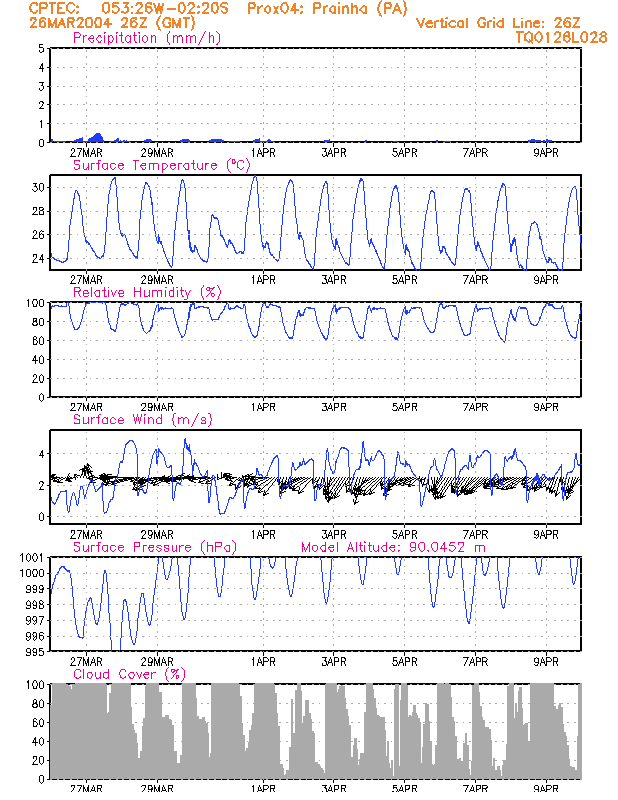 CPTEC: 053:26W-02:20S Prox04: Prainha (PA)
26MAR2004 26Z (GMT) Vertical Grid Line: 26Z
Precipitation (mm/h) TQ0126L028
5
4
3
2
1
0
27MAR 29MAR 1APR 3APR 5APR 7APR 9APR
Surface Temperature (ºC)
30
28
26
24
27MAR 29MAR 1APR 3APR 5APR 7APR 9APR
Relative Humidity (%)
100
80
60
40
20
0
27MAR 29MAR 1APR 3APR 5APR 7APR 9APR
Surface Wind (m/s)
4
2
0
27MAR 29MAR 1APR 3APR 5APR 7APR 9APR
Surface Pressure (hPa) Model Altitude: 90.0452 m
1001
1000
999
998
997
996
995
27MAR 29MAR 1APR 3APR 5APR 7APR 9APR
Cloud Cover (%)
100
80
60
40
20
0
27MAR 29MAR 1APR 3APR 5APR 7APR 9APR